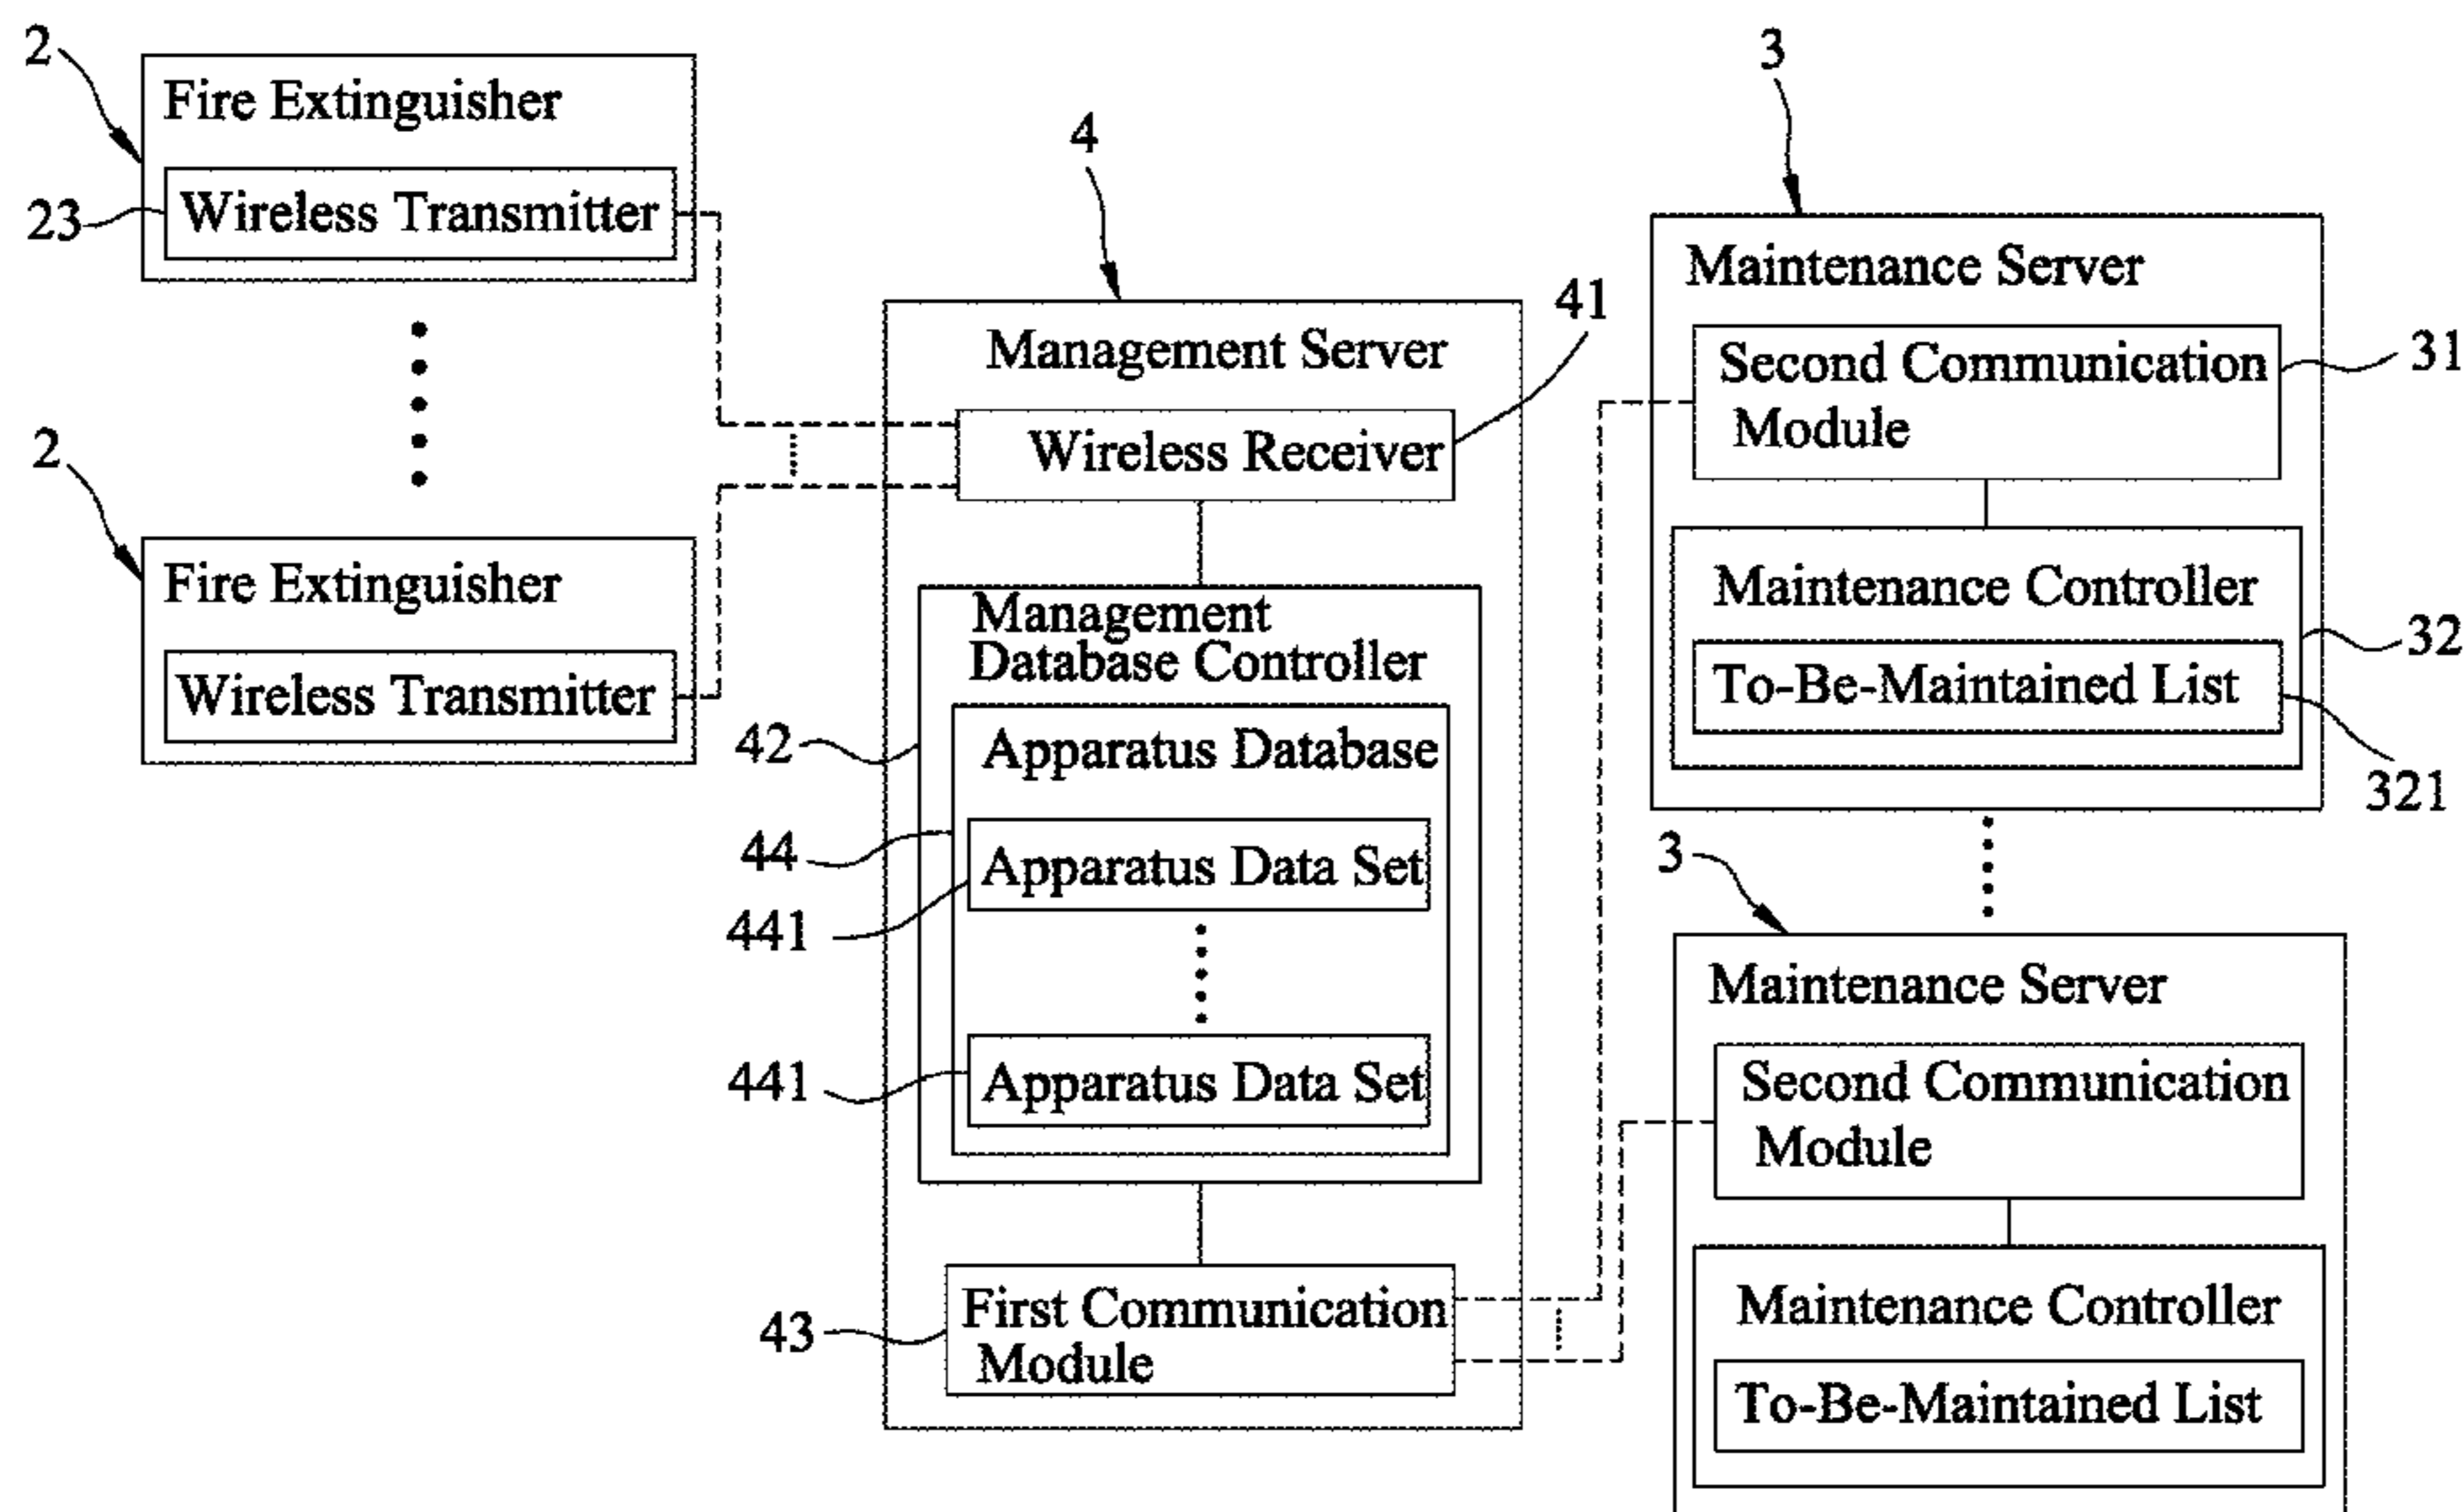 2
Fire Extinguisher
23
Wireless Transmitter
2
Fire Extinguisher
Wireless Transmitter
4
Management Server
41
Wireless Receiver
Management
Database Controller
42
Apparatus Database
44
Apparatus Data Set
441
441
Apparatus Data Set
43
First Communication
Module
3
Maintenance Server
Second Communication
Module
31
Maintenance Controller
32
To-Be-Maintained List
321
3
Maintenance Server
Second Communication
Module
Maintenance Controller
To-Be-Maintained List